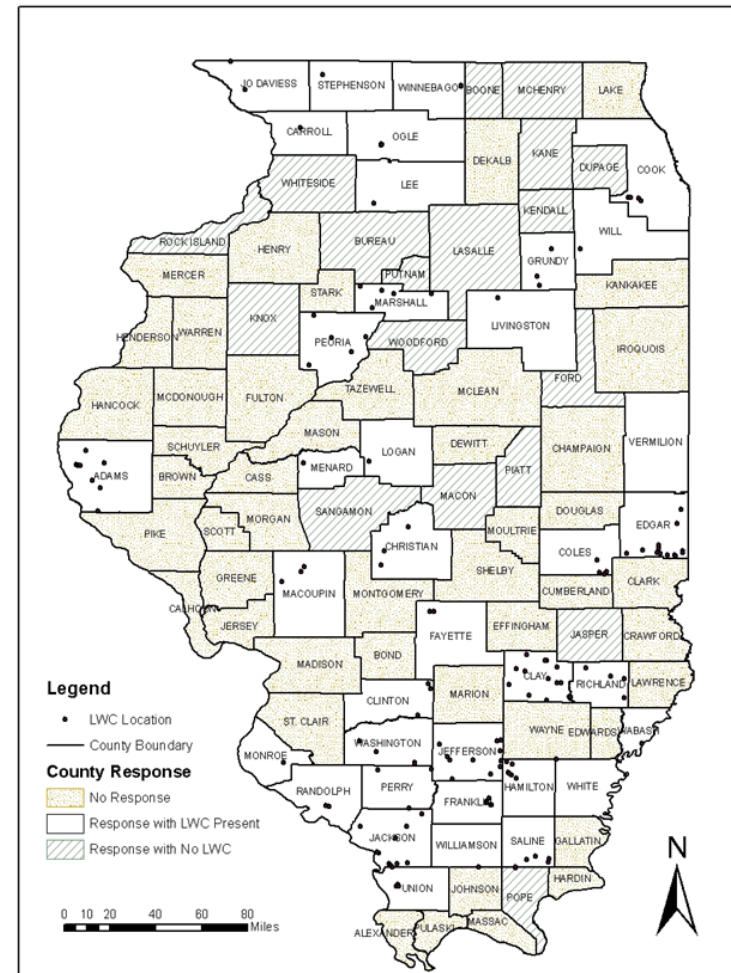 JO DAVIESS
STEPHENSON
WINNEBAGO
BOONE
MCHENRY
LAKE
CARROLL
OGLE
DEKALB
KANE
DUPAGE
COOK
WHITESIDE
LEE
KENDALL
WILL
ROCK ISLAND
HENRY
BUREAU
LASALLE
GRUNDY
MERCER
PUTNAM
KANKAKEE
STARK
MARSHALL
HENDERSON
WARREN
KNOX
PEORIA
WOODFORD
LIVINGSTON
IROQUOIS
FORD
TAZEWELL
MCLEAN
HANCOCK
MCDONOUGH
FULTON
MASON
SCHUYLER
LOGAN
DEWITT
CHAMPAIGN
VERMILION
ADAMS
BROWN
CASS
MENARD
PIATT
MACON
SANGAMON
PIKE
SCOTT
MORGAN
DOUGLAS
EDGAR
MOULTRIE
CHRISTIAN
COLES
GREENE
SHELBY
CLARK
MACOUPIN
MONTGOMERY
CUMBERLAND
CALHOUN
JERSEY
FAYETTE
EFFINGHAM
JASPER
CRAWFORD
MADISON
BOND
CLAY
RICHLAND
LAWRENCE
CLINTON
MARION
ST. CLAIR
WAYNE
EDWARDS
WABASH
MONROE
WASHINGTON
JEFFERSON
RANDOLPH
PERRY
HAMILTON
WHITE
FRANKLIN
JACKSON
WILLIAMSON
SALINE
GALLATIN
UNION
JOHNSON
POPE
HARDIN
ALEXANDER
PULASKI
MASSAC
Legend
LWC Location
County Boundary
County Response
No Response
Response with LWC Present
Response with No LWC
0 10 20 40 60 80
Miles
N